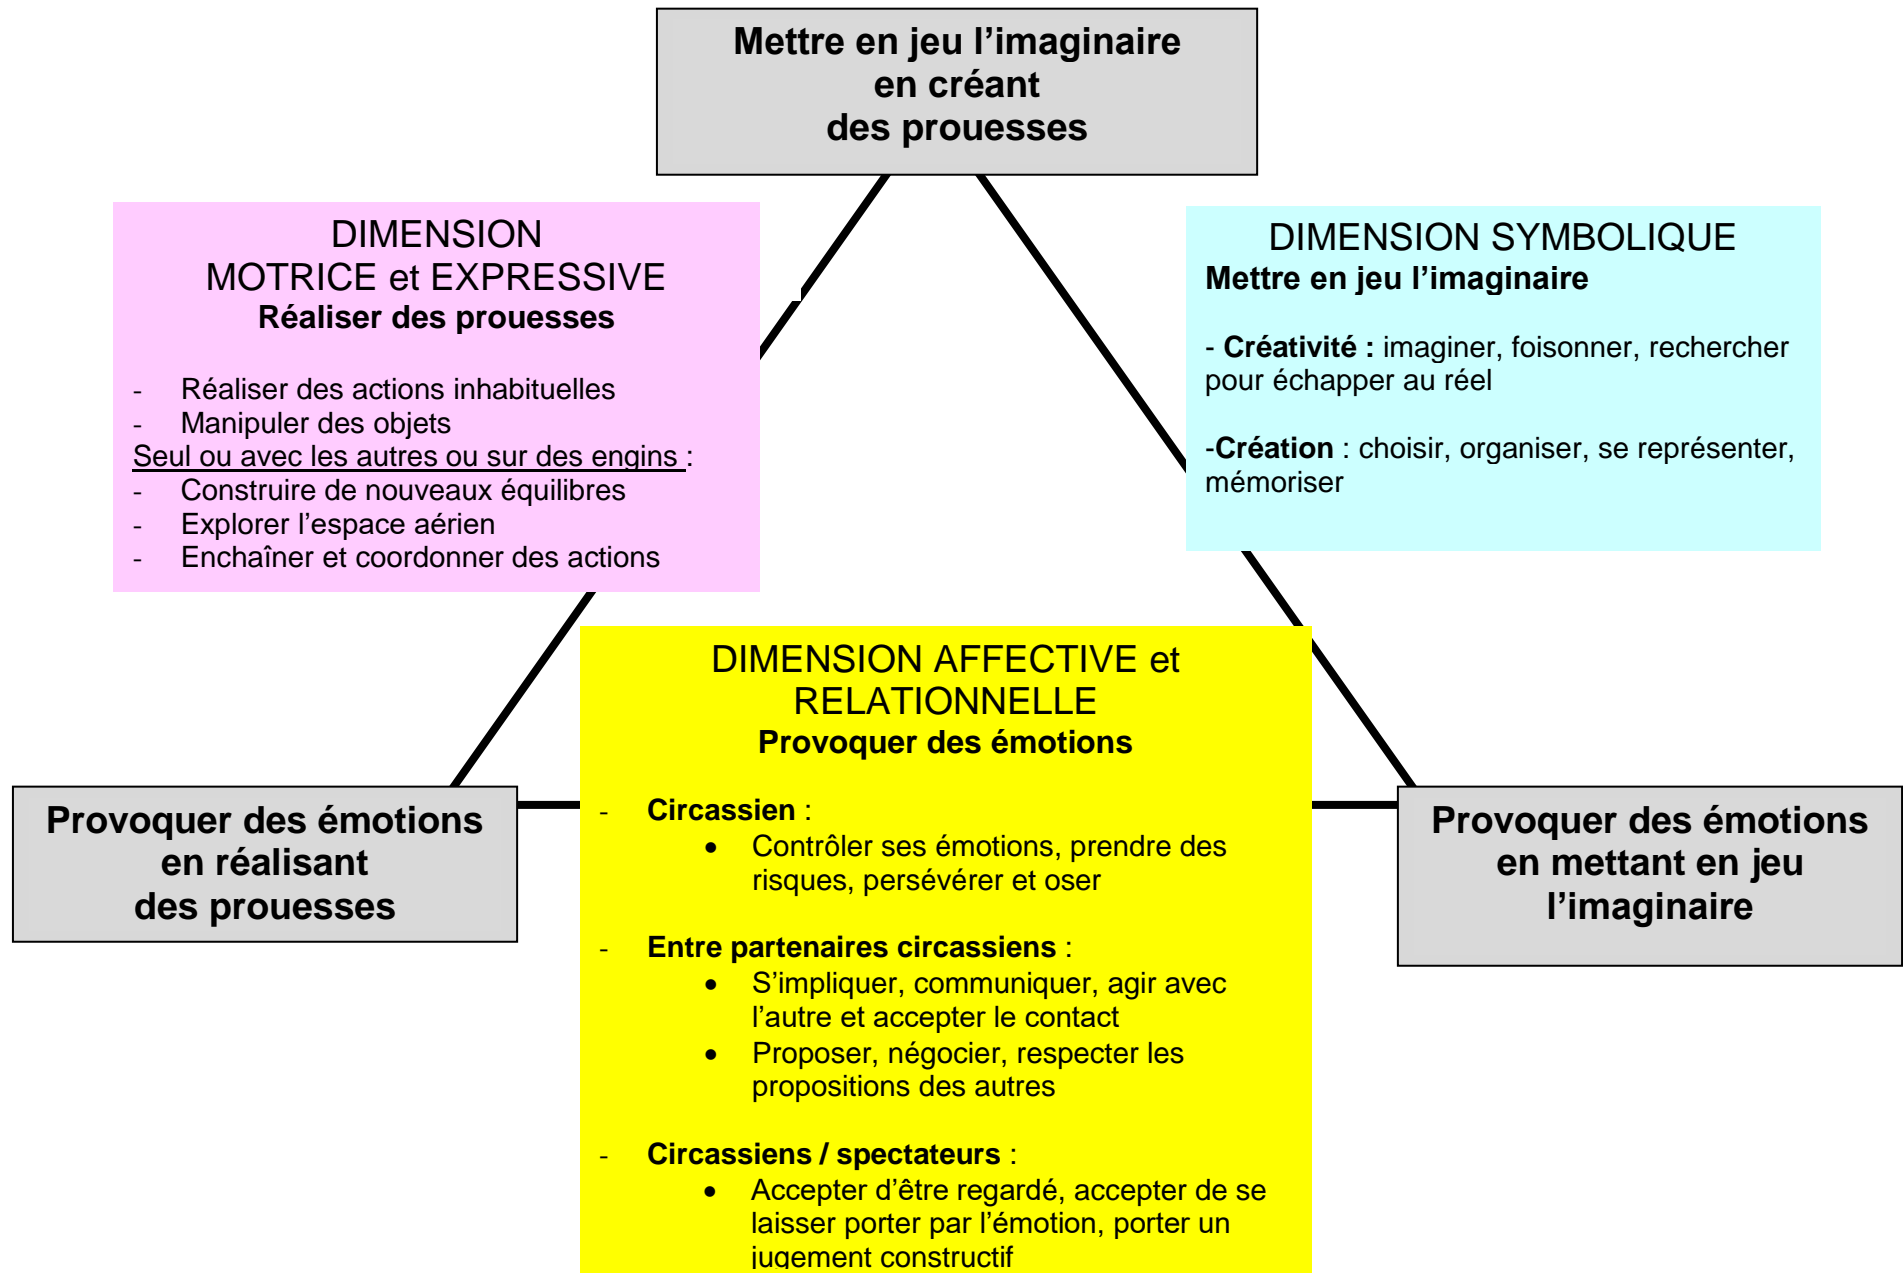 Mettre en jeu l’imaginaire
en créant
des prouesses
DIMENSION
MOTRICE et EXPRESSIVE
Réaliser des prouesses
- Réaliser des actions inhabituelles
- Manipuler des objets
Seul ou avec les autres ou sur des engins :
- Construire de nouveaux équilibres
- Explorer l’espace aérien
- Enchaîner et coordonner des actions
DIMENSION SYMBOLIQUE
Mettre en jeu l’imaginaire
- Créativité : imaginer, foisonner, rechercher
pour échapper au réel
-Création : choisir, organiser, se représenter,
mémoriser
DIMENSION AFFECTIVE et
RELATIONNELLE
Provoquer des émotions
- Circassien :
• Contrôler ses émotions, prendre des
risques, persévérer et oser
- Entre partenaires circassiens :
• S’impliquer, communiquer, agir avec
l’autre et accepter le contact
• Proposer, négocier, respecter les
propositions des autres
- Circassiens / spectateurs :
• Accepter d’être regardé, accepter de se
laisser porter par l’émotion, porter un
jugement constructif
Provoquer des émotions
en réalisant
des prouesses
Provoquer des émotions
en mettant en jeu
l’imaginaire